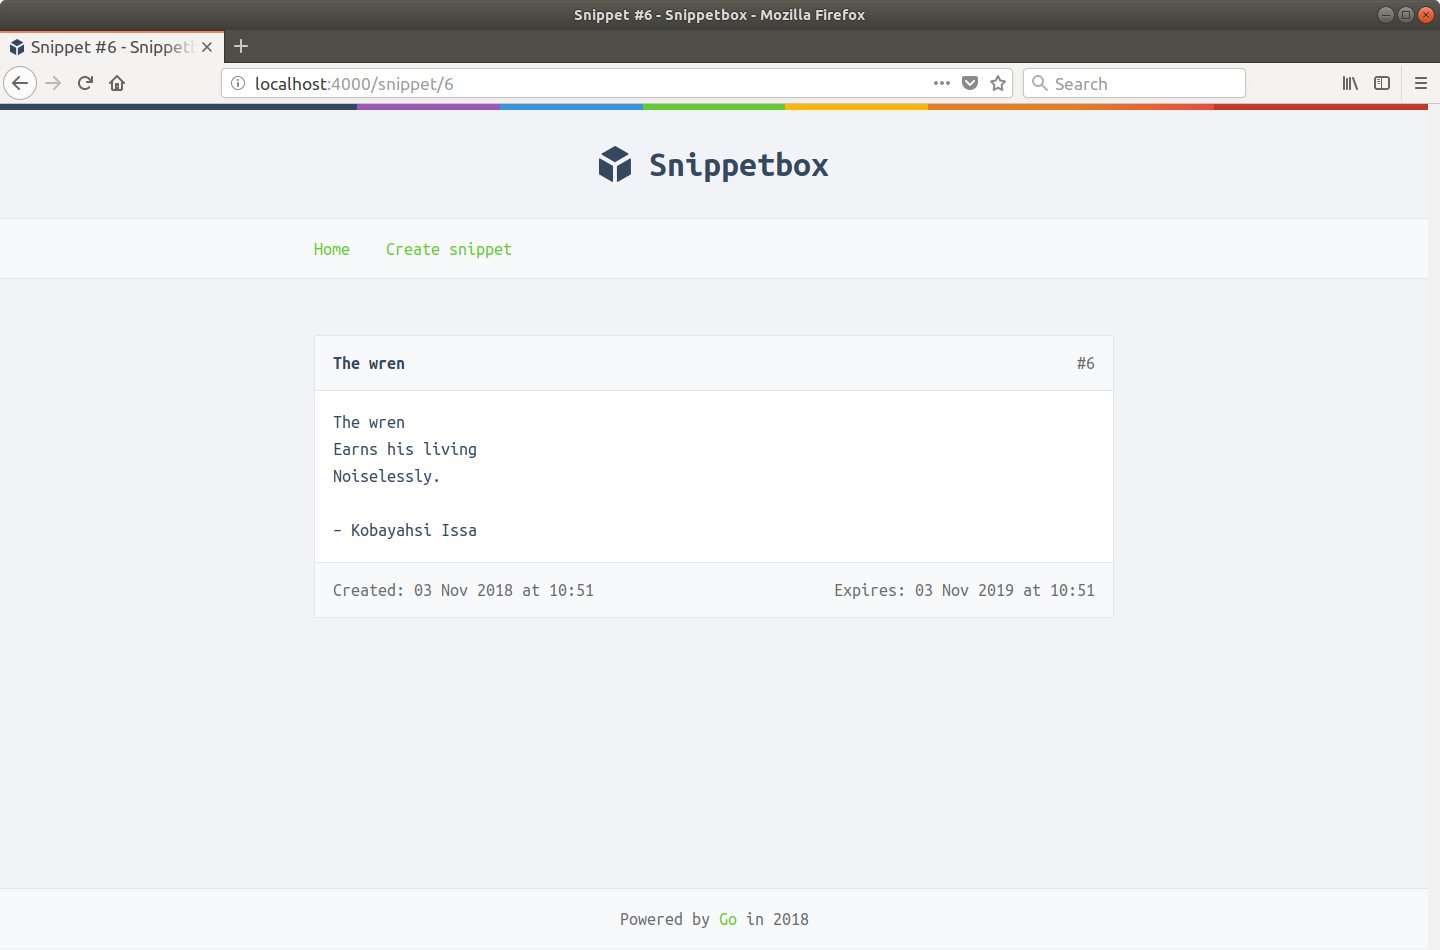 Snippet #6 - Snippetbox - Mozilla Firefox
Snippet #6 - Snippetb
localhost:4000/snippet/6
Search
Snippetbox
Home Create snippet
The wren #6
The wren
Earns his living
Noiselessly.
– Kobayahsi Issa
Created: 03 Nov 2018 at 10:51 Expires: 03 Nov 2019 at 10:51
Powered by Go in 2018